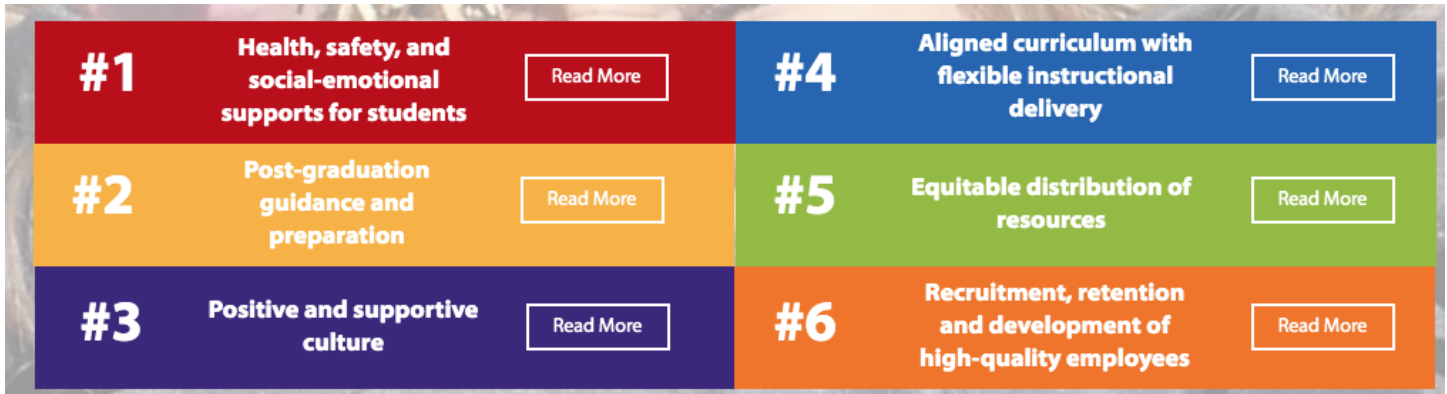 #1
Health, safety, and
social-emotional
supports for students
Read More
#2
Post-graduation
guidance and
preparation
Read More
#3
Positive and supportive
culture
Read More
#4
Aligned curriculum with
flexible instructional
delivery
Read More
#5
Equitable distribution of
resources
Read More
#6
Recruitment, retention
and development of
high-quality employees
Read More